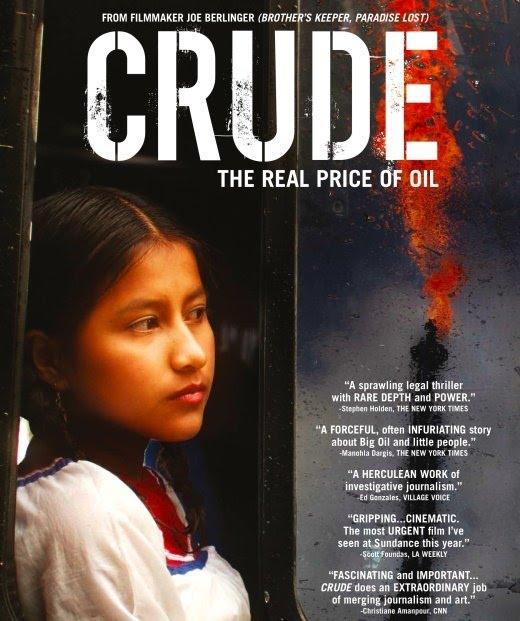 FROM FILMMAKER JOE BERLINGER (BROTHER'S KEEPER, PARADISE LOST)
CRUDE
THE REAL PRICE OF OIL
“A sprawling legal thriller
with RARE DEPTH and POWER.”
-Stephen Holden, THE NEW YORK TIMES
“A FORCEFUL, often INFURIATING story
about Big Oil and little people.”
-Manohla Dargis, THE NEW YORK TIMES
“A HERCULEAN WORK of
investigative journalism.”
-Ed Gonzales, VILLAGE VOICE
“GRIPPING...CINEMATIC.
The most URGENT film I've
seen at Sundance this year.”
-Scott Foundas, LA WEEKLY
“FASCINATING and IMPORTANT...
CRUDE does an EXTRAORDINARY job
of merging journalism and art.”
-Christiane Amanpour, CNN